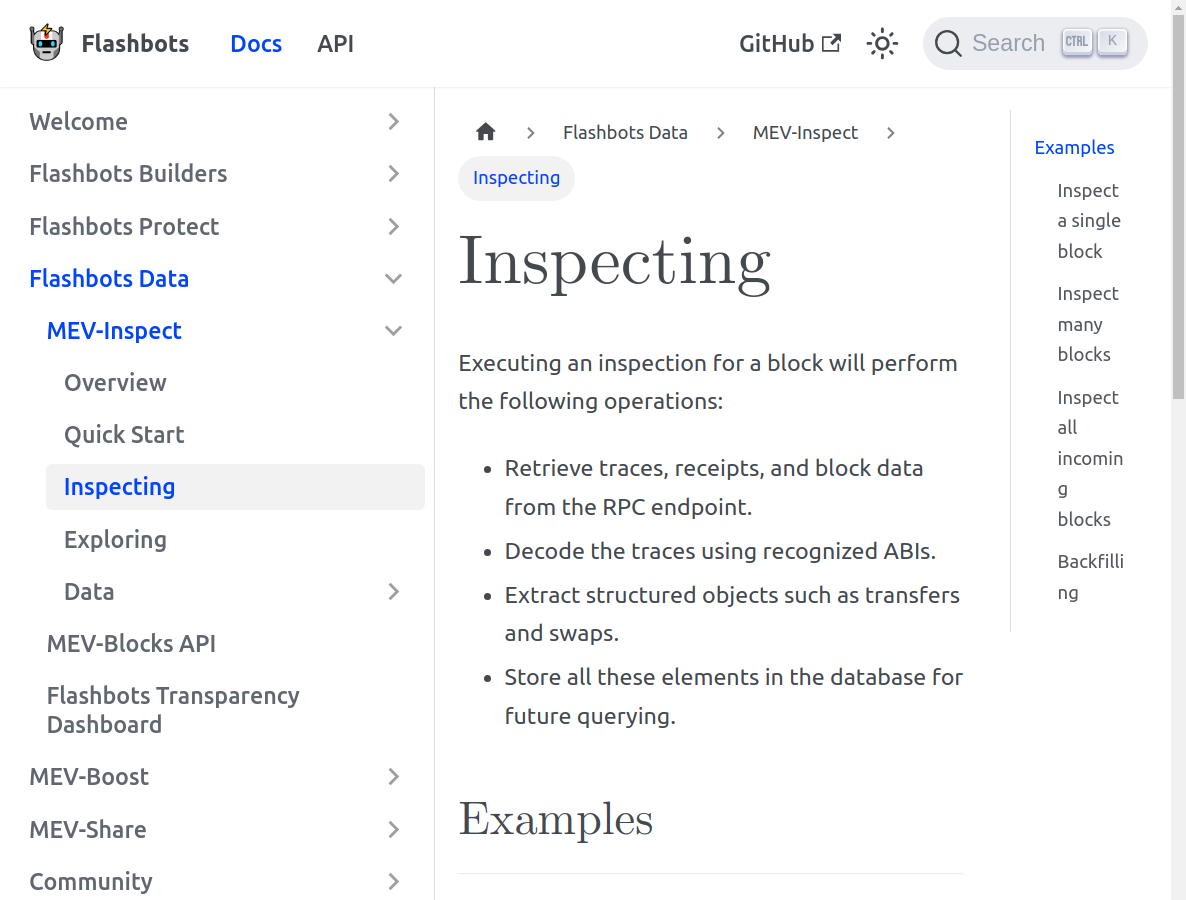 Flashbots
Docs
API
GitHub
Search
CTRL
K
Welcome
Flashbots Builders
Flashbots Protect
Flashbots Data
MEV-Inspect
Overview
Quick Start
Inspecting
Exploring
Data
MEV-Blocks API
Flashbots Transparency
Dashboard
MEV-Boost
MEV-Share
Community
Flashbots Data
MEV-Inspect
Inspecting
Inspecting
Executing an inspection for a block will perform
the following operations:
Retrieve traces, receipts, and block data
from the RPC endpoint.
Decode the traces using recognized ABIs.
Extract structured objects such as transfers
and swaps.
Store all these elements in the database for
future querying.
Examples
Examples
Inspect
a single
block
Inspect
many
blocks
Inspect
all
incomin
g
blocks
Backfilli
ng